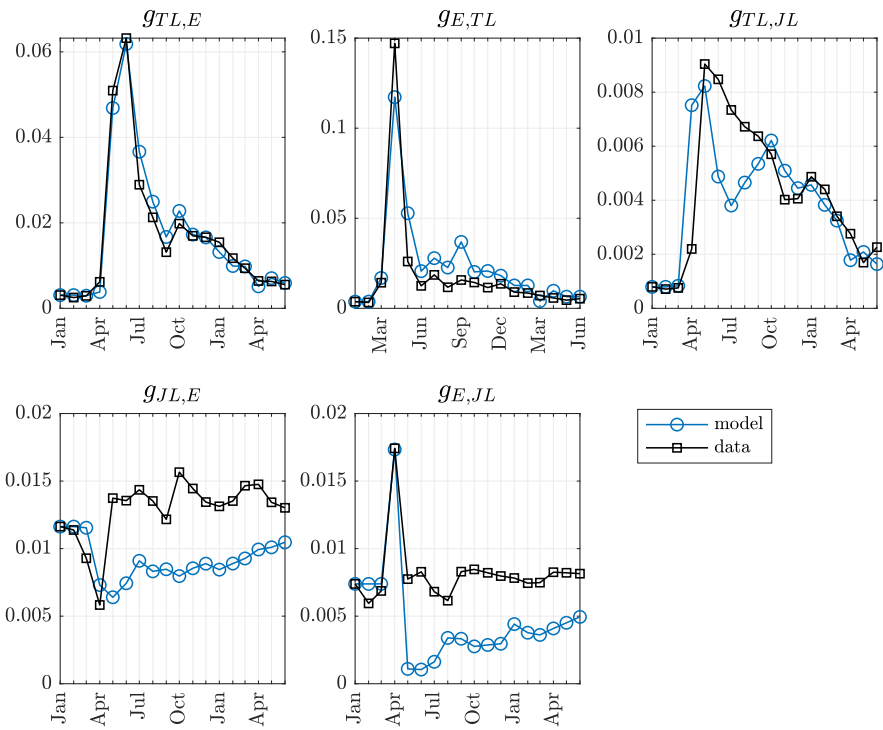 g_{TL,E}
0.06
0.04
0.02
0
Jan
Apr
Jul
Oct
Jan
Apr
g_{E,TL}
0.15
0.1
0.05
0
Mar
Jun
Sep
Dec
Mar
Jun
g_{TL,JL}
0.01
0.008
0.006
0.004
0.002
0
Jan
Apr
Jul
Oct
Jan
Apr
g_{JL,E}
0.02
0.015
0.01
0.005
0
Jan
Apr
Jul
Oct
Jan
Apr
g_{E,JL}
0.02
0.015
0.01
0.005
0
Jan
Apr
Jul
Oct
Jan
Apr
model
data